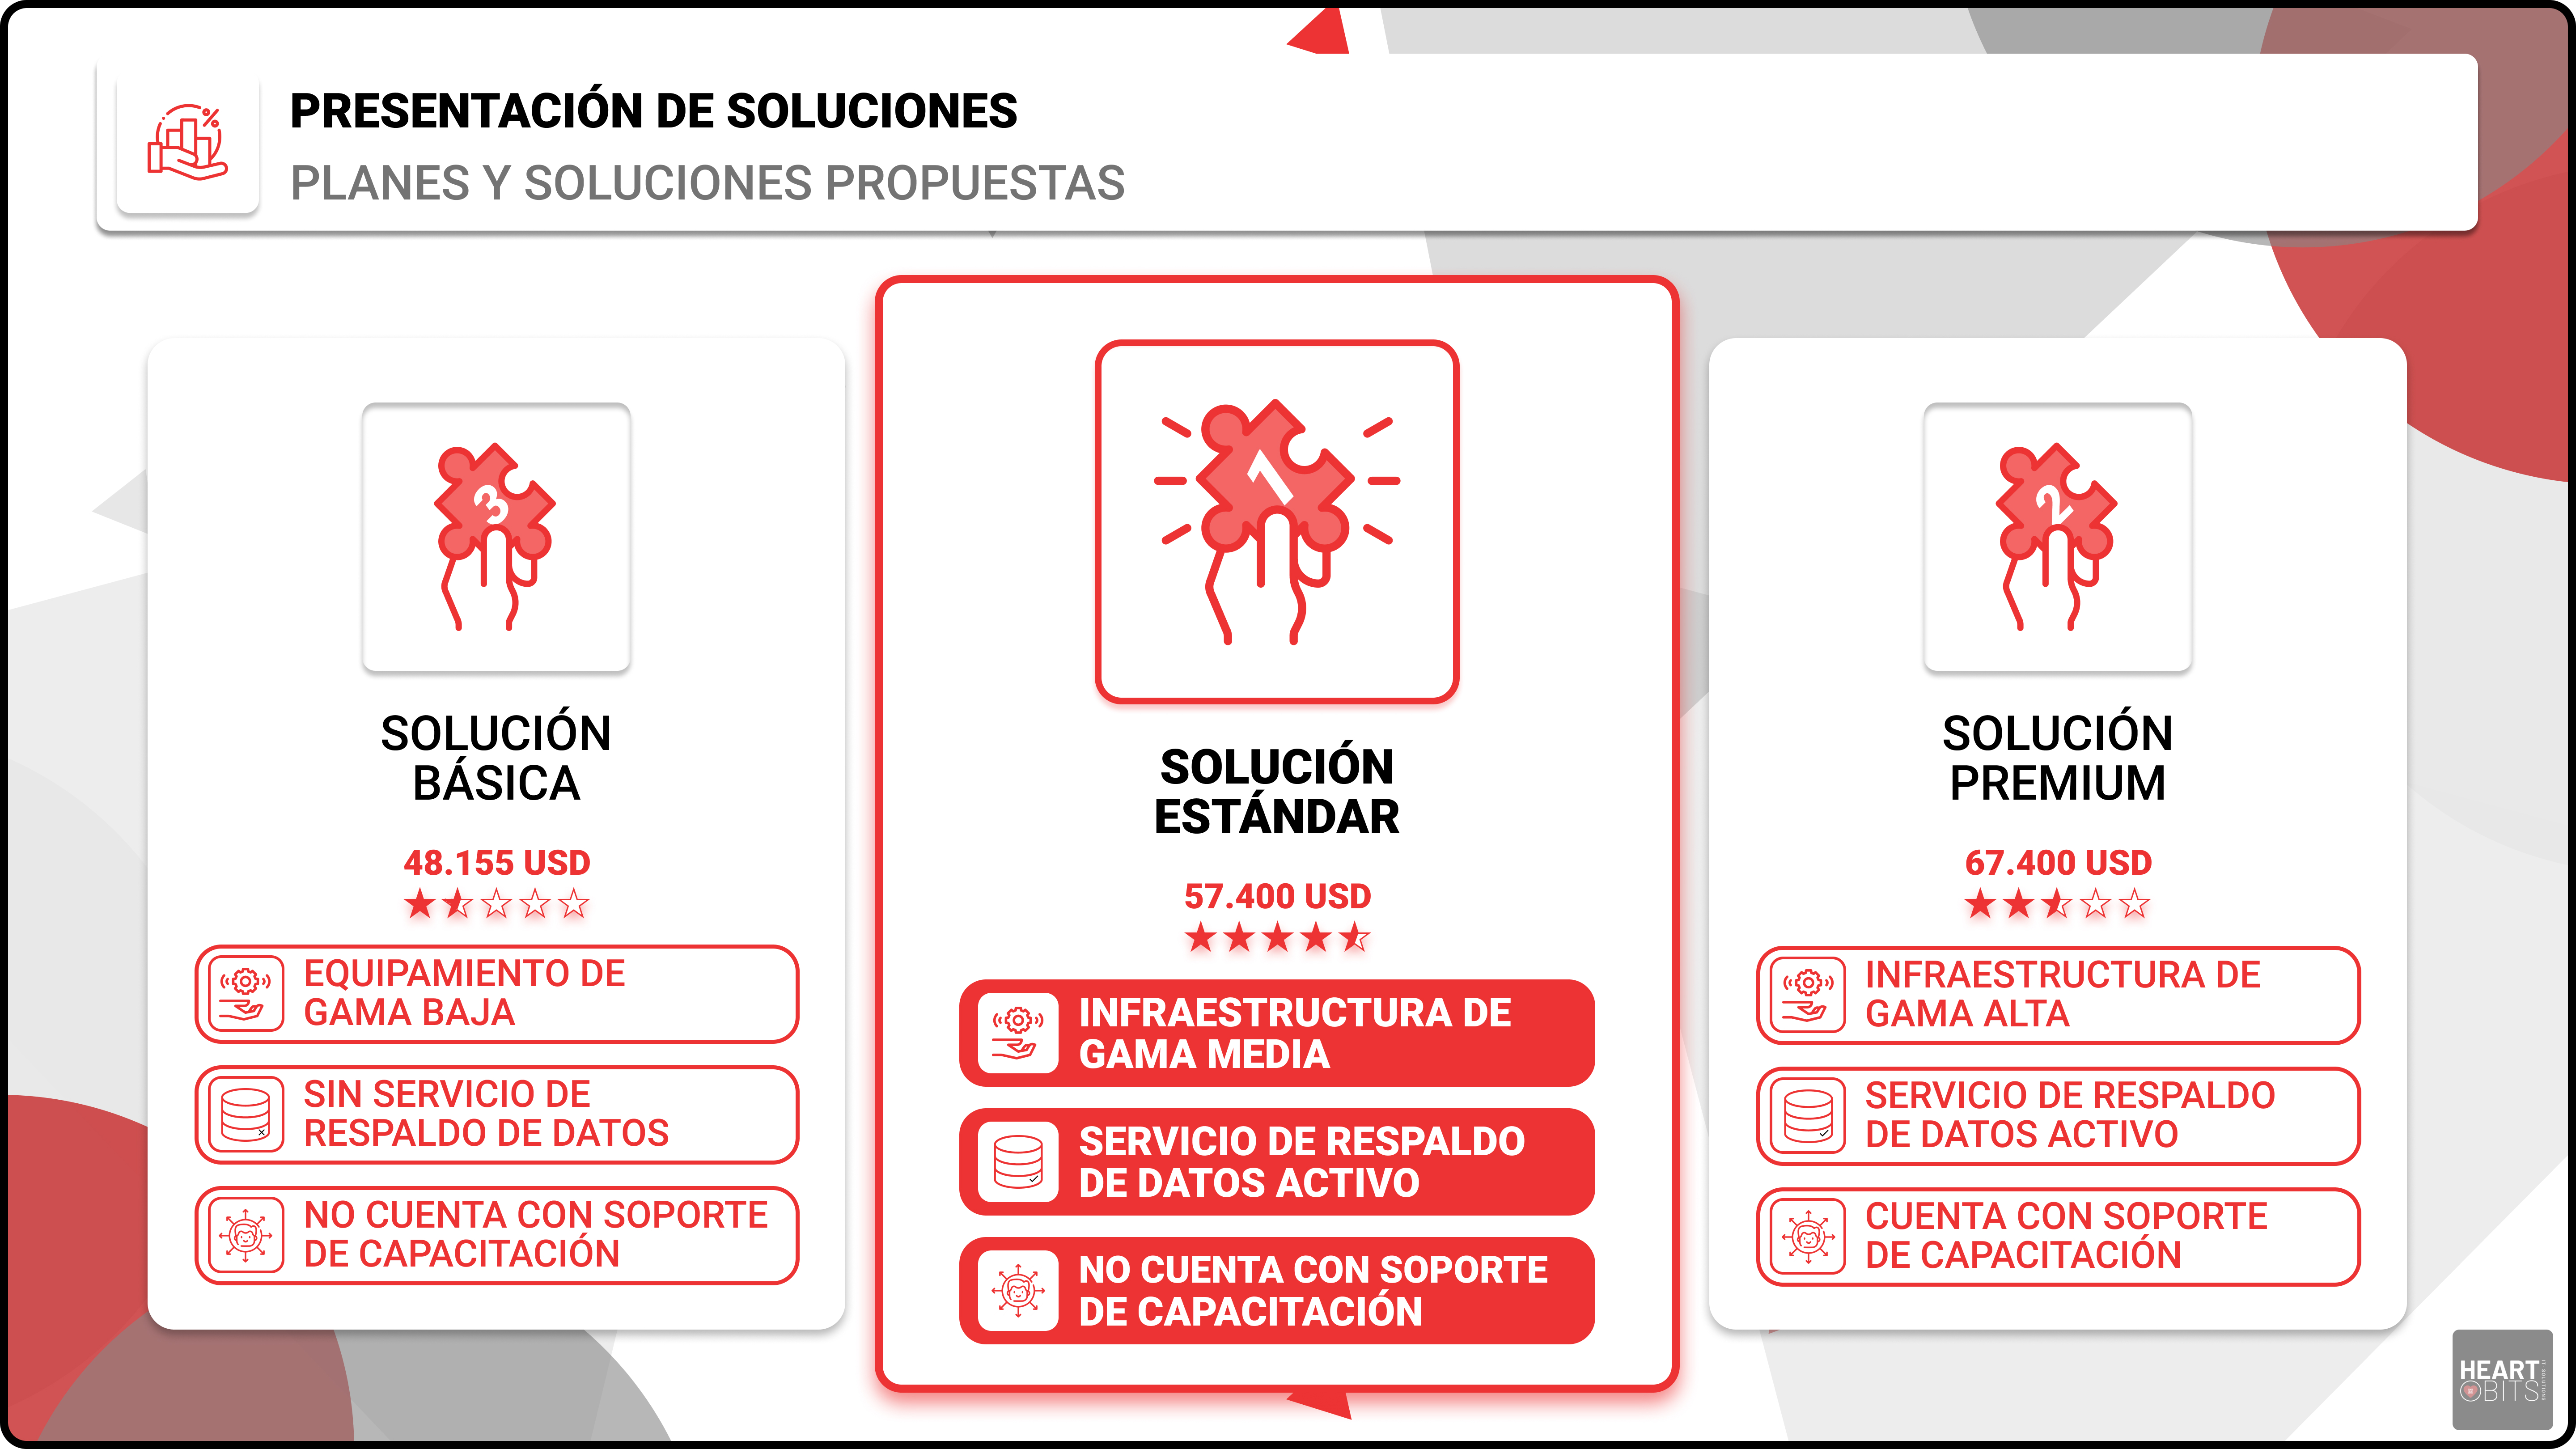 PRESENTACIÓN DE SOLUCIONES
PLANES Y SOLUCIONES PROPUESTAS
3
SOLUCIÓN
BÁSICA
48.155 USD
EQUIPAMIENTO DE
GAMA BAJA
SIN SERVICIO DE
RESPALDO DE DATOS
NO CUENTA CON SOPORTE
DE CAPACITACIÓN
1
SOLUCIÓN
ESTÁNDAR
57.400 USD
INFRAESTRUCTURA DE
GAMA MEDIA
SERVICIO DE RESPALDO
DE DATOS ACTIVO
NO CUENTA CON SOPORTE
DE CAPACITACIÓN
2
SOLUCIÓN
PREMIUM
67.400 USD
INFRAESTRUCTURA DE
GAMA ALTA
SERVICIO DE RESPALDO
DE DATOS ACTIVO
CUENTA CON SOPORTE
DE CAPACITACIÓN
HEART
BITS
IT SOLUTIONS